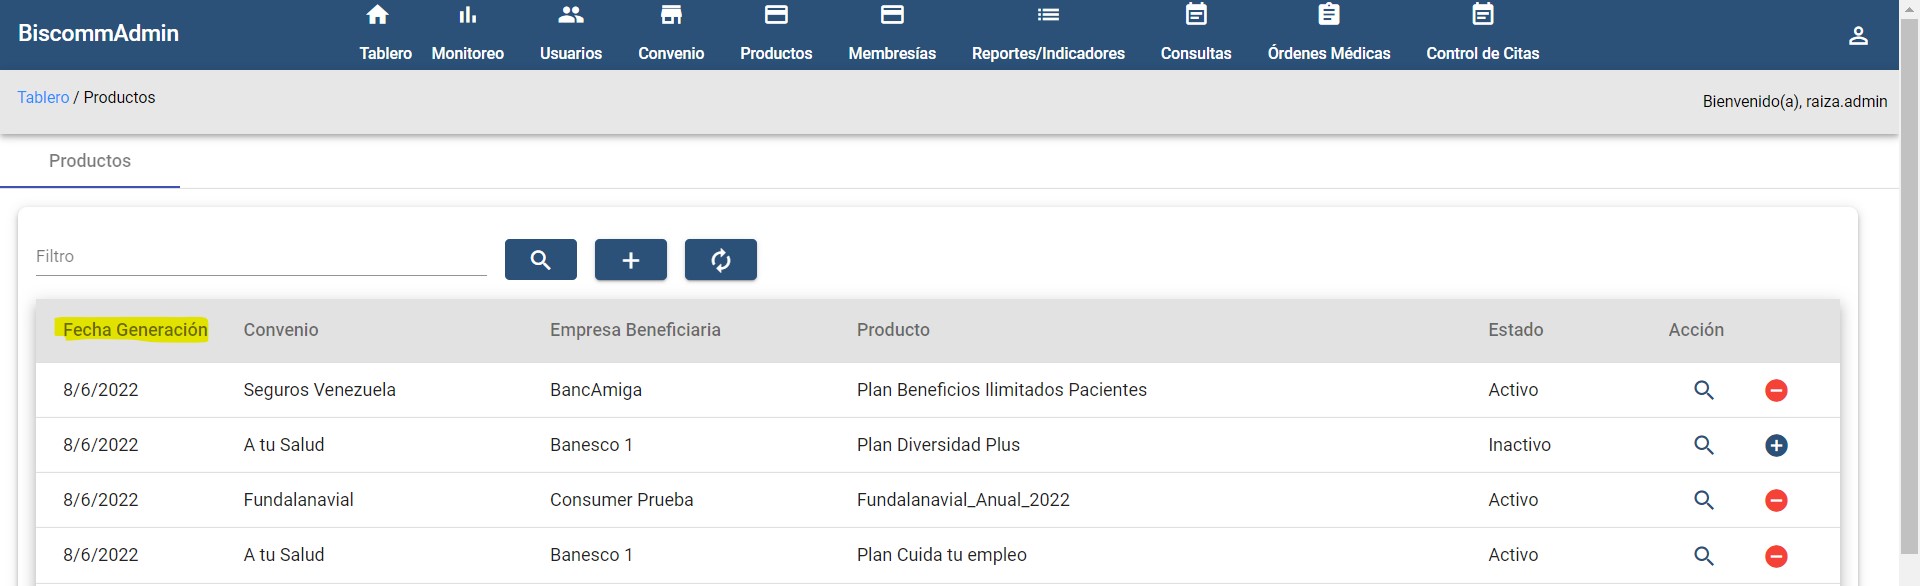 BiscommAdmin
Tablero Monitoreo Usuarios Convenio Productos Membresías Reportes/Indicadores Consultas Órdenes Médicas Control de Citas
Tablero / Productos
Bienvenido(a), raiza.admin
Productos
Filtro
Fecha Generación Convenio Empresa Beneficiaria Producto Estado Acción
8/6/2022 Seguros Venezuela BancAmiga Plan Beneficios Ilimitados Pacientes Activo
8/6/2022 A tu Salud Banesco 1 Plan Diversidad Plus Inactivo
8/6/2022 Fundalanavial Consumer Prueba Fundalanavial_Anual_2022 Activo
8/6/2022 A tu Salud Banesco 1 Plan Cuida tu empleo Activo